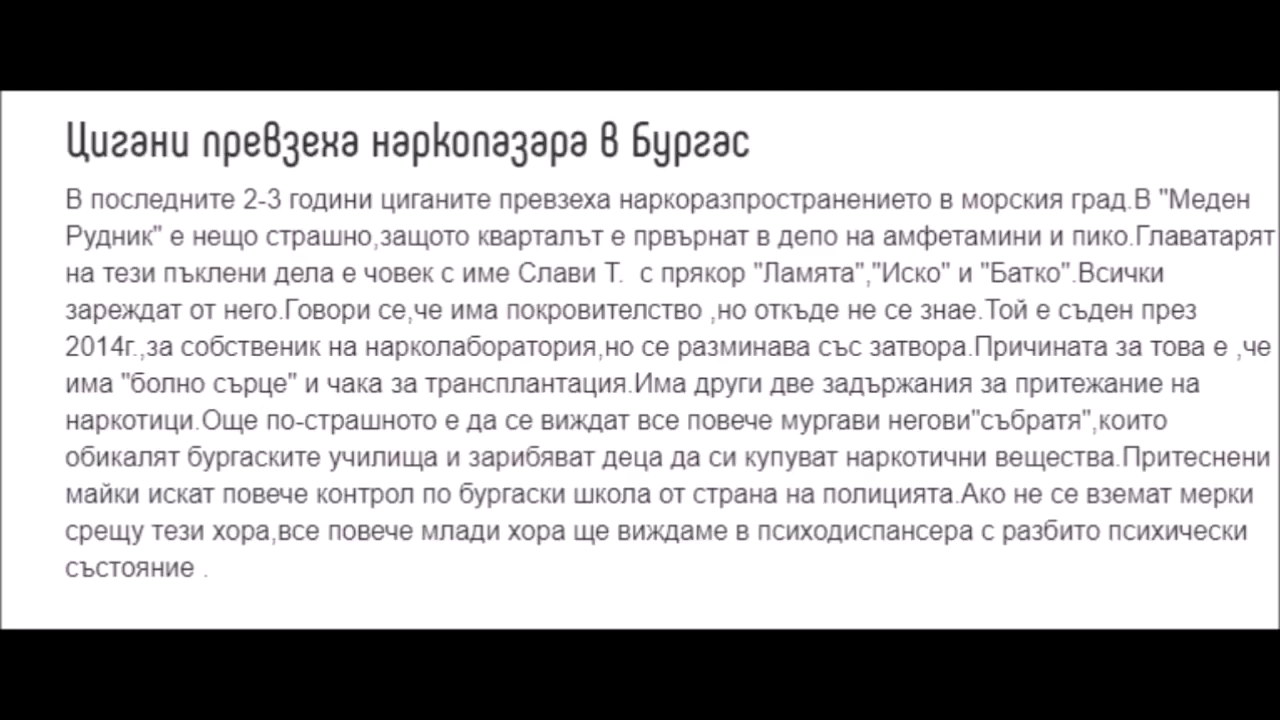 Цигани превзеха наркопазара в Бургас
В последните 2-3 години циганите превзеха наркоразпространението в морския град.В "Меден
Рудник" е нещо страшно,защото кварталът е првърнат в депо на амфетамини и пико.Главатарят
на тези пъклени дела е човек с име Слави Т. с прякор "Ламята","Иско" и "Батко".Всички
зареждат от него.Говори се,че има покровителство ,но откъде не се знае.Той е съден през
2014г.,за собственик на нарколаборатория,но се разминава със затвора.Причината за това е ,че
има "болно сърце" и чака за трансплантация.Има други две задържания за притежание на
наркотици.Още по-страшното е да се виждат все повече мургави негови"събратя",които
обикалят бургаските училища и зарибяват деца да си купуват наркотични вещества.Притеснени
майки искат повече контрол по бургаски школа от страна на полицията.Ако не се вземат мерки
срещу тези хора,все повече млади хора ще виждаме в психодиспансера с разбито психически
състояние .